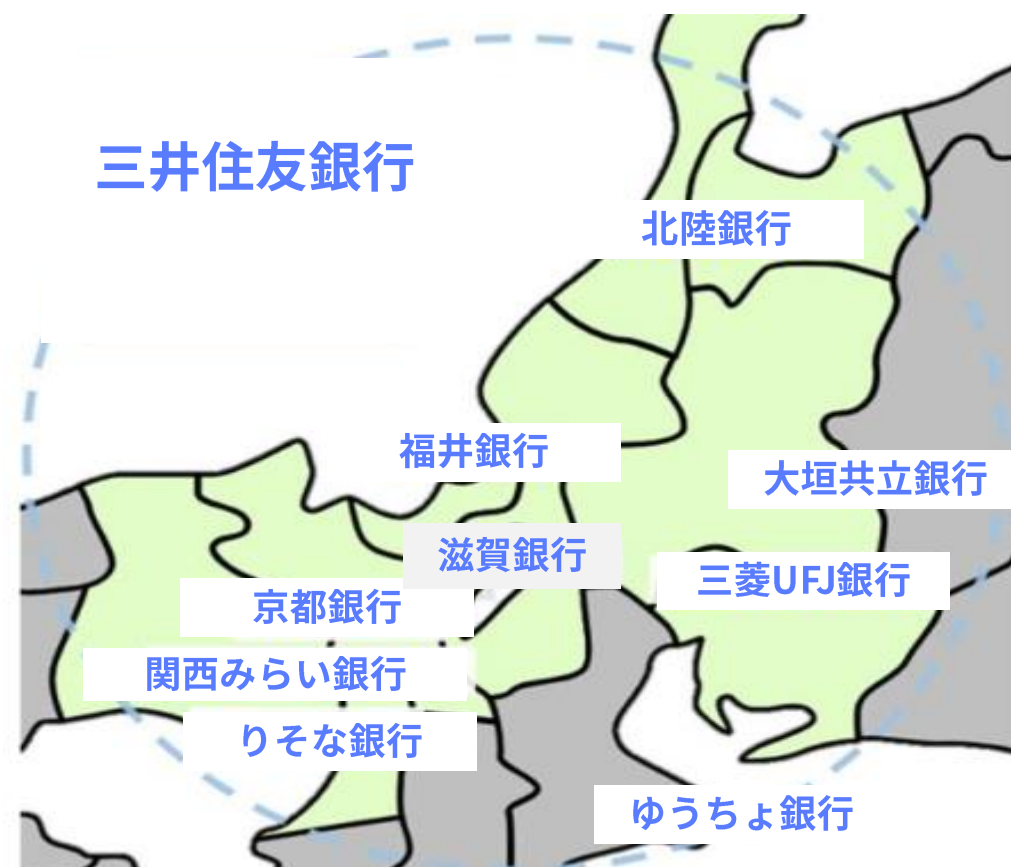 三井住友銀行
北陸銀行
福井銀行
大垣共立銀行
滋賀銀行
三菱UFJ銀行
京都銀行
関西みらい銀行
りそな銀行
ゆうちょ銀行